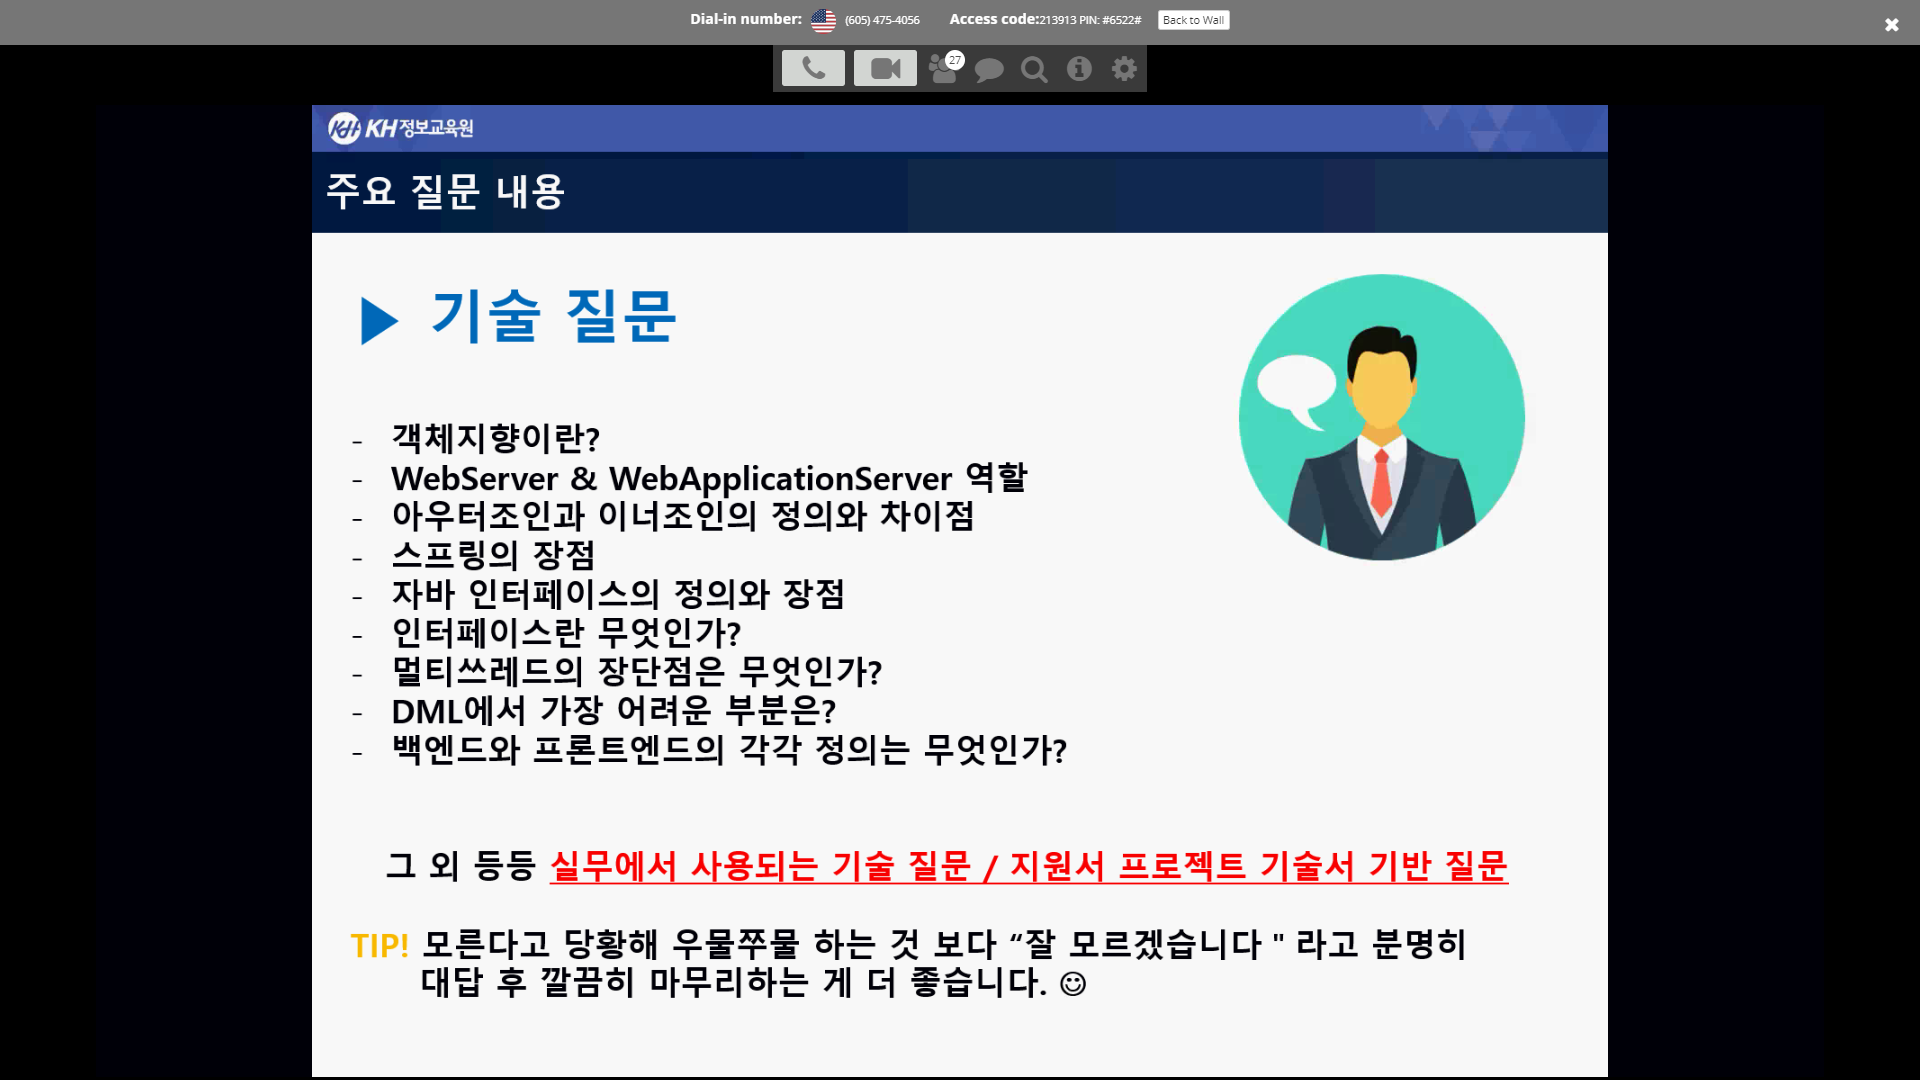 Dial-in number: (605) 475-4056 Access code:213913 PIN: #6522# Back to Wall
27
KH KH정보교육원
주요 질문 내용
▶ 기술 질문
- 객체지향이란?
- WebServer & WebApplicationServer 역할
- 아우터조인과 이너조인의 정의와 차이점
- 스프링의 장점
- 자바 인터페이스의 정의와 장점
- 인터페이스란 무엇인가?
- 멀티쓰레드의 장단점은 무엇인가?
- DML에서 가장 어려운 부분은?
- 백엔드와 프론트엔드의 각각 정의는 무엇인가?
그 외 등등 실무에서 사용되는 기술 질문 / 지원서 프로젝트 기술서 기반 질문
TIP! 모른다고 당황해 우물쭈물 하는 것 보다 “잘 모르겠습니다 " 라고 분명히
대답 후 깔끔히 마무리하는 게 더 좋습니다. ☺